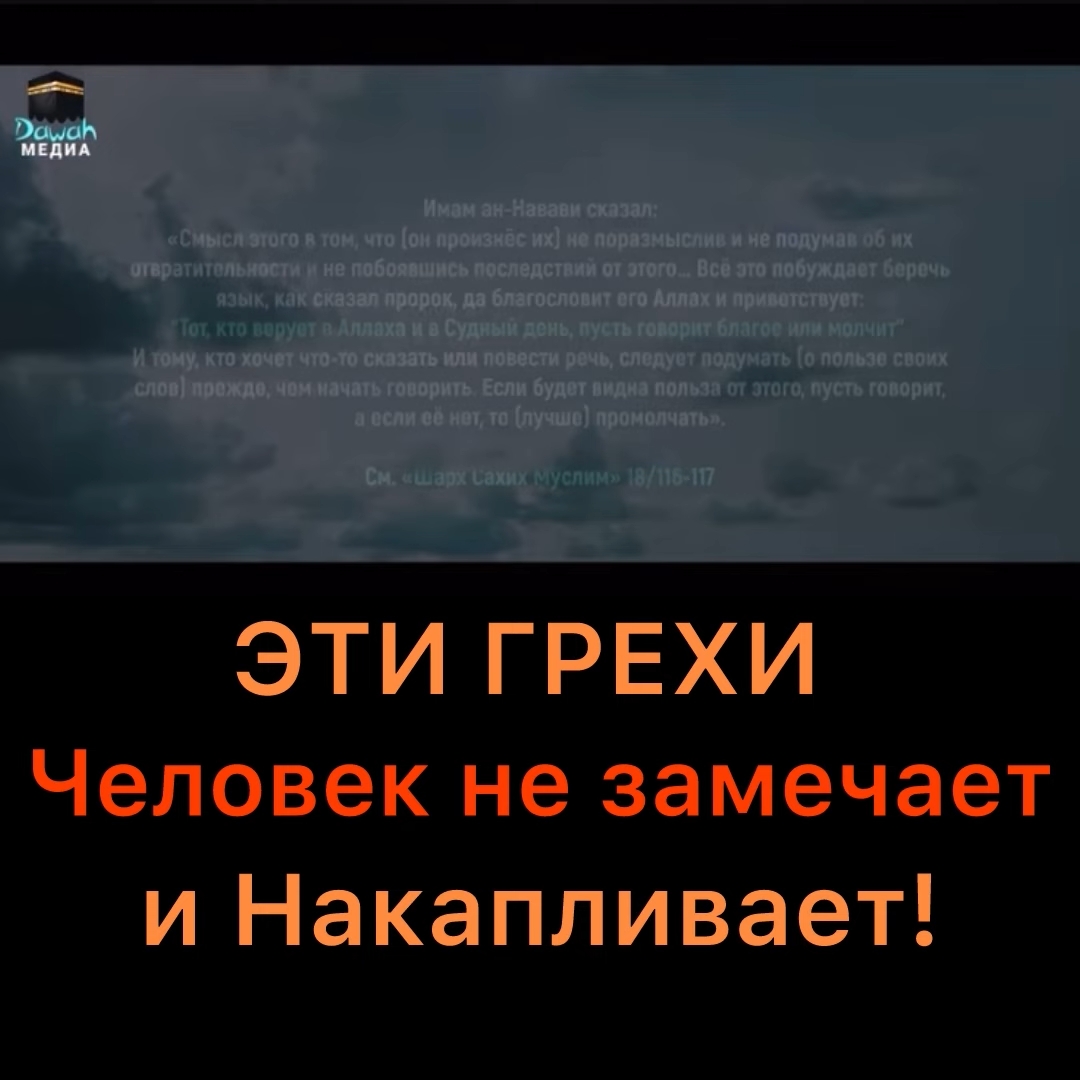 Dawah
МЕДИА
Имам ан-Навави сказал:
«Смысл этого в том, что (он произнёс их) не поразмыслив и не подумав об их
отвратительности и не побоявшись последствий от этого... Всё это побуждает беречь
язык, как сказал пророк, да благословит его Аллах и приветствует:
"Тот, кто верует в Аллаха и в Судный день, пусть говорит благое или молчит"
И тому, кто хочет что-то сказать или повести речь, следует подумать (о пользе своих
слов) прежде, чем начать говорить. Если будет видна польза от этого, пусть говорит,
а если её нет, то (лучше) промолчать».
См. «Шарх Сахих Муслим» 18/116-117
ЭТИ ГРЕХИ
Человек не замечает
и Накапливает!